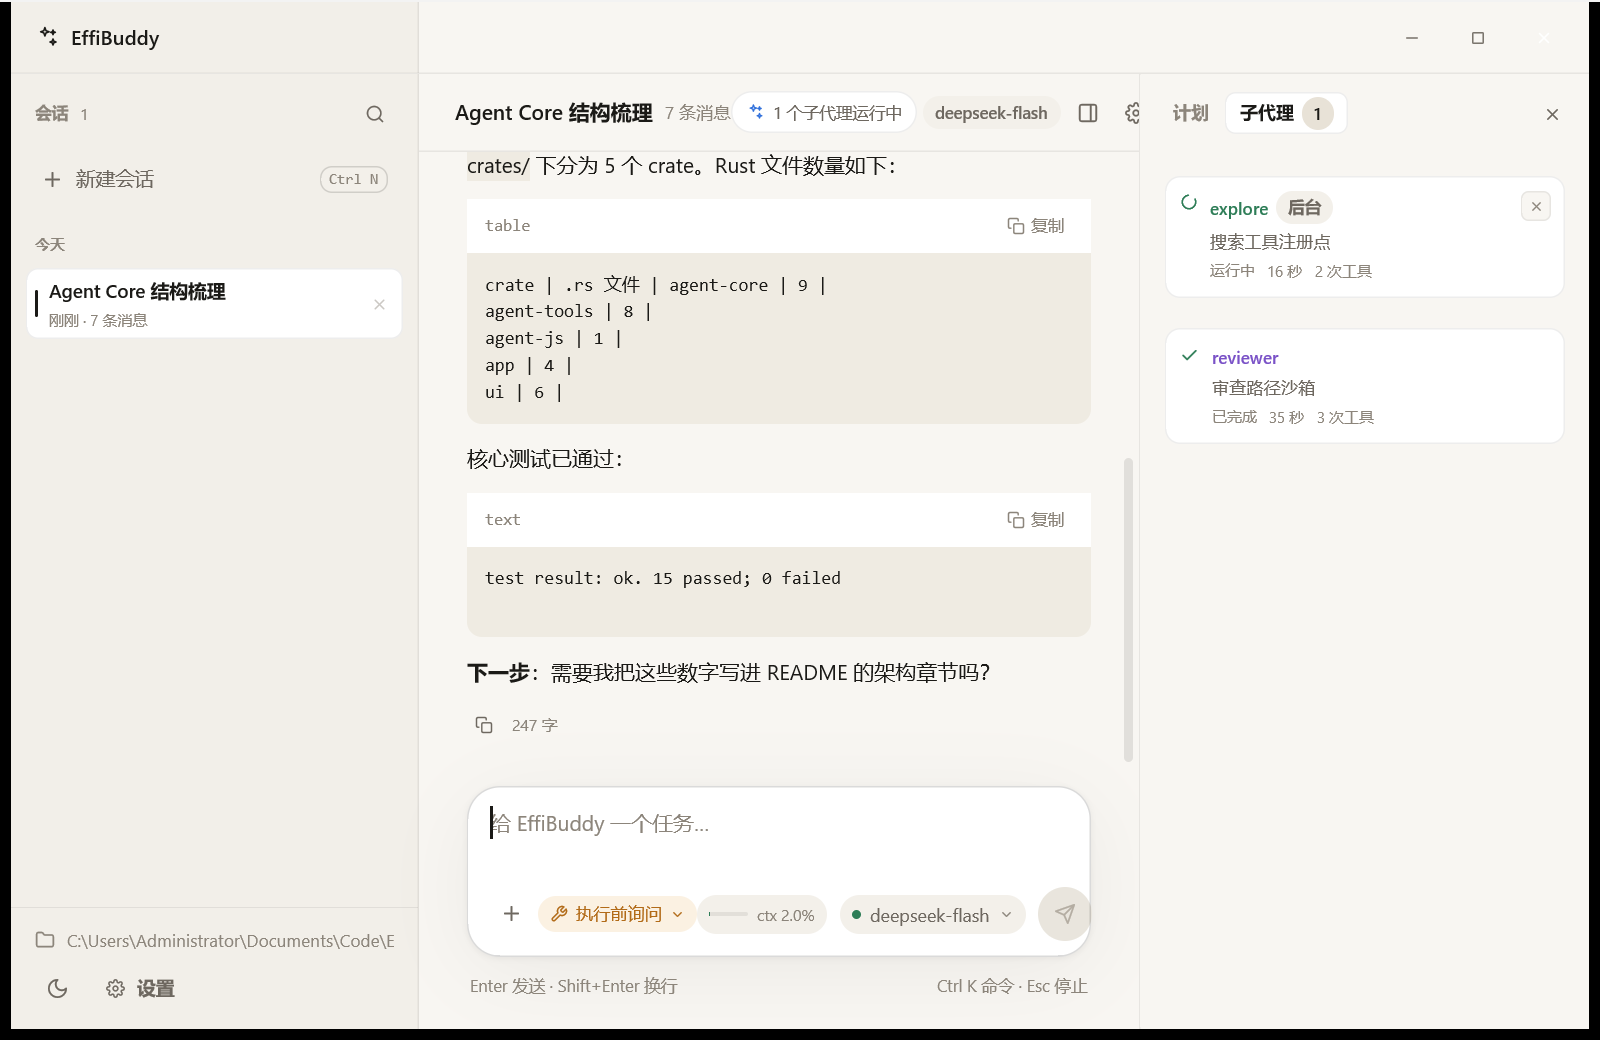 EffiBuddy
会话 1
新建会话 Ctrl N
今天
Agent Core 结构梳理
刚刚 · 7 条消息
C:\Users\Administrator\Documents\Code\E
设置
Agent Core 结构梳理 7 条消息 1 个子代理运行中 deepseek-flash
crates/ 下分为 5 个 crate。Rust 文件数量如下：
table 复制
crate | .rs 文件 | agent-core | 9 |
agent-tools | 8 |
agent-js | 1 |
app | 4 |
ui | 6 |
核心测试已通过：
text 复制
test result: ok. 15 passed; 0 failed
下一步：需要我把这些数字写进 README 的架构章节吗？
247 字
给 EffiBuddy 一个任务...
执行前询问 ctx 2.0% deepseek-flash
Enter 发送 · Shift+Enter 换行 Ctrl K 命令 · Esc 停止
计划 子代理 1
explore 后台
搜索工具注册点
运行中 16 秒 2 次工具
reviewer
审查路径沙箱
已完成 35 秒 3 次工具